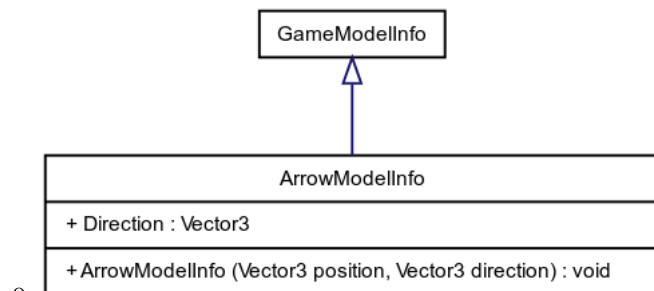 GameModelInfo
ArrowModelInfo
+ Direction : Vector3
+ArrowModelInfo (Vector3 position, Vector3 direction) : void